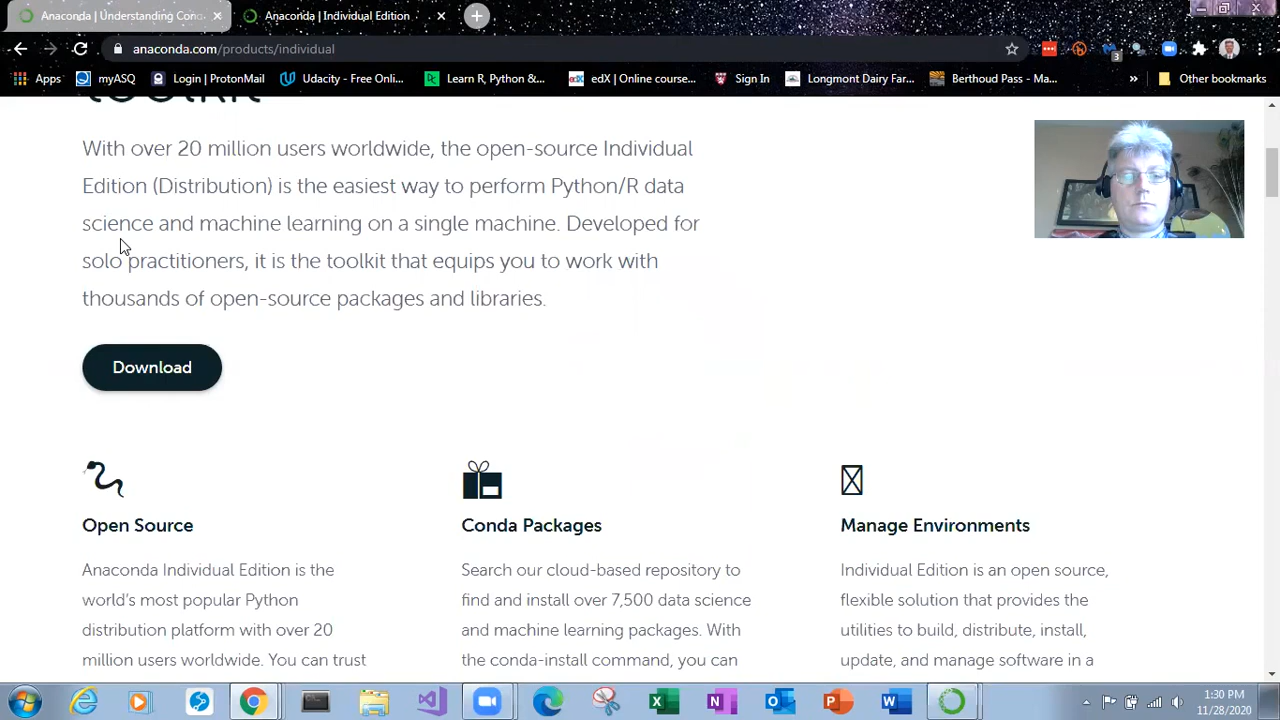 Anaconda | Understanding Con
Anaconda | Individual Edition
anaconda.com/products/individual
3
Apps
myASQ
Login | ProtonMail
Udacity - Free Onli...
Learn R, Python &...
edX | Online course...
Sign In
Longmont Dairy Far...
Berthoud Pass - Ma...
Other bookmarks
toolkit
With over 20 million users worldwide, the open-source Individual
Edition (Distribution) is the easiest way to perform Python/R data
science and machine learning on a single machine. Developed for
solo practitioners, it is the toolkit that equips you to work with
thousands of open-source packages and libraries.
Download
Open Source
Anaconda Individual Edition is the
world's most popular Python
distribution platform with over 20
million users worldwide. You can trust
Conda Packages
Search our cloud-based repository to
find and install over 7,500 data science
and machine learning packages. With
the conda-install command, you can
Manage Environments
Individual Edition is an open source,
flexible solution that provides the
utilities to build, distribute, install,
update, and manage software in a
1:30 PM
11/28/2020